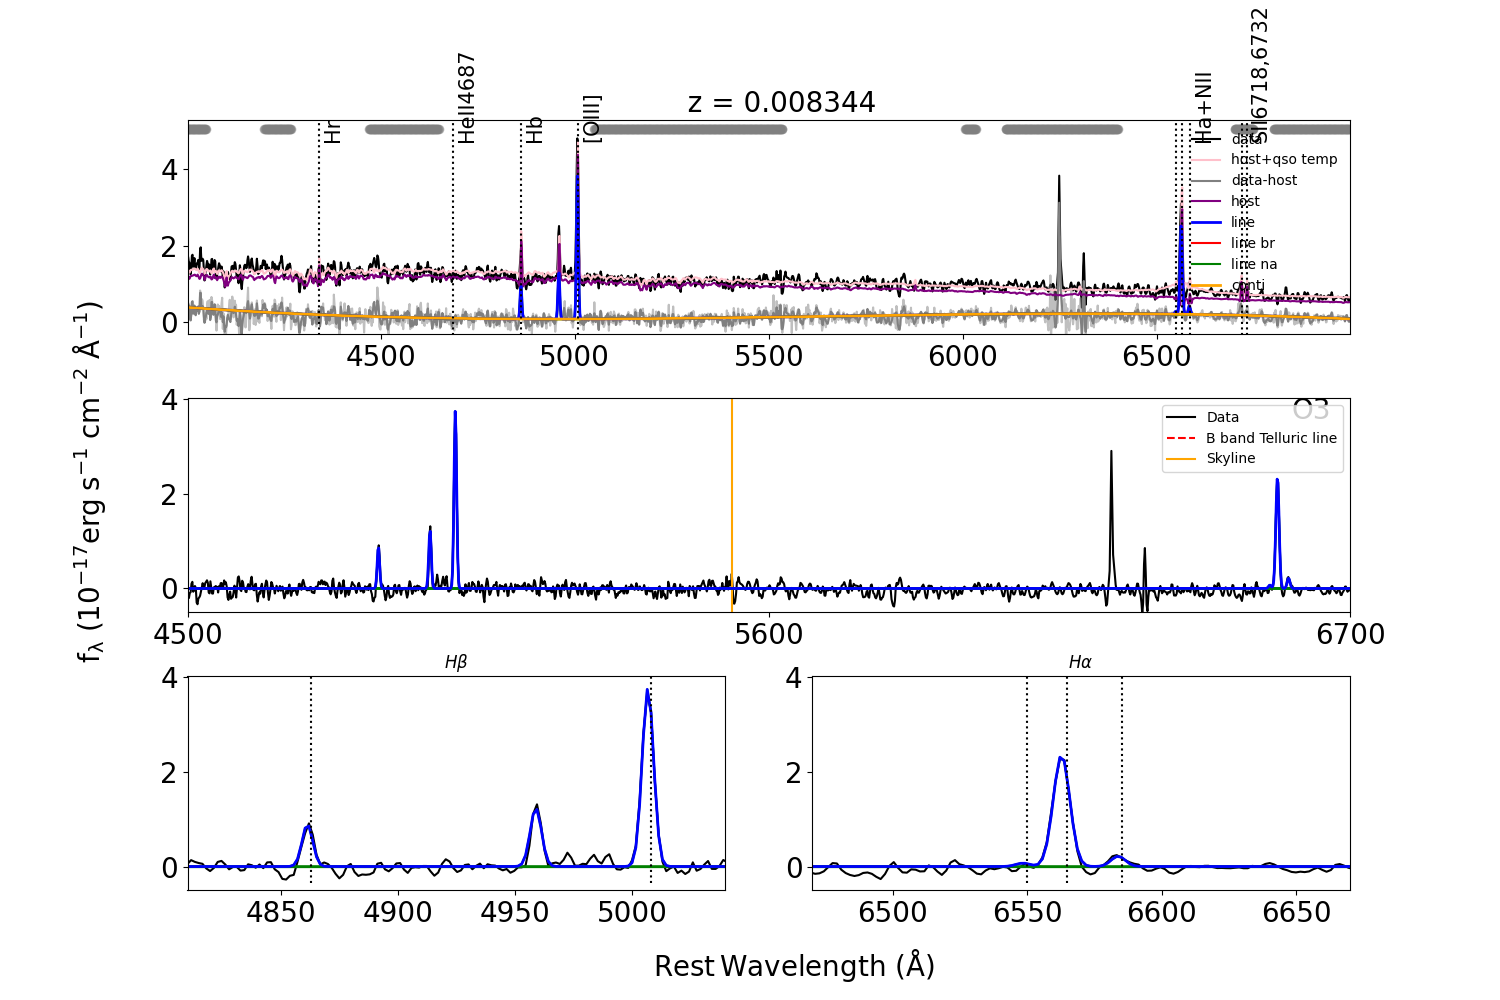 Hr
HeII4687
Hb
[OIII]
Ha+NII
SII6718,6732
z = 0.008344
data
host+qso temp
data-host
host
line
line br
line na
conti
4
2
0
4500
5000
5500
6000
6500
O3
Data
B band Telluric line
Skyline
4
2
0
4500
5600
6700
fλ (10⁻¹⁷erg s⁻¹ cm⁻² Å⁻¹)
Hβ
4
2
0
4850
4900
4950
5000
Hα
4
2
0
6500
6550
6600
6650
Rest Wavelength (Å)